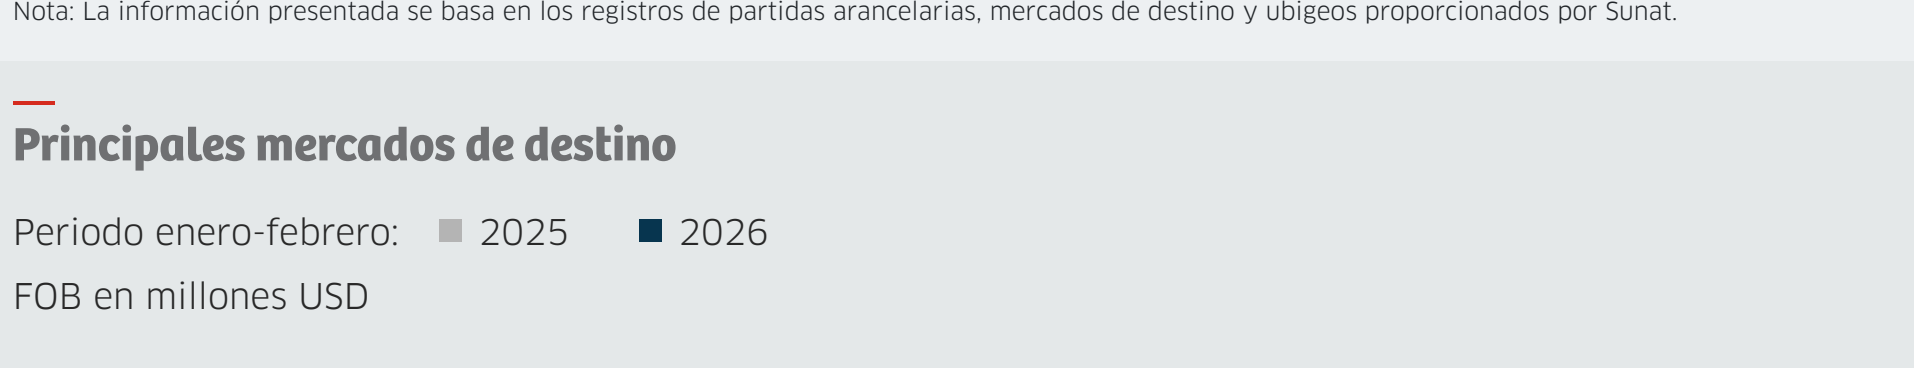 Nota: La información presentada se basa en los registros de partidas arancelarias, mercados de destino y ubigeos proporcionados por Sunat.
Principales mercados de destino
Periodo enero-febrero: 2025 2026
FOB en millones USD